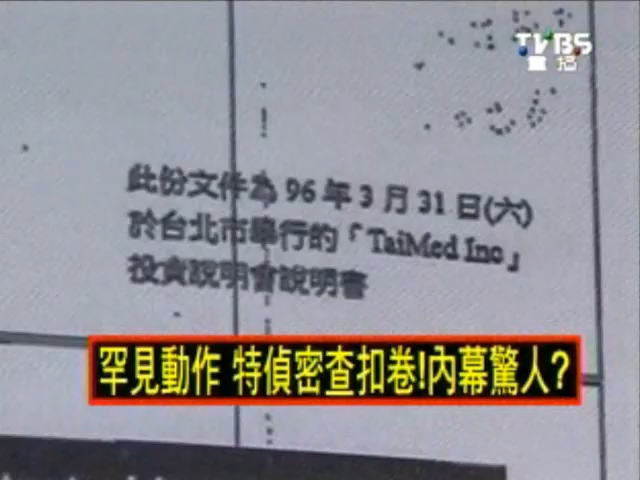 TVBS
重播
此份文件為 96 年 3 月 31 日(六)
於台北市舉行的「TaiMed Inc」
投資說明會說明書
罕見動作 特偵密查扣卷!內幕驚人?